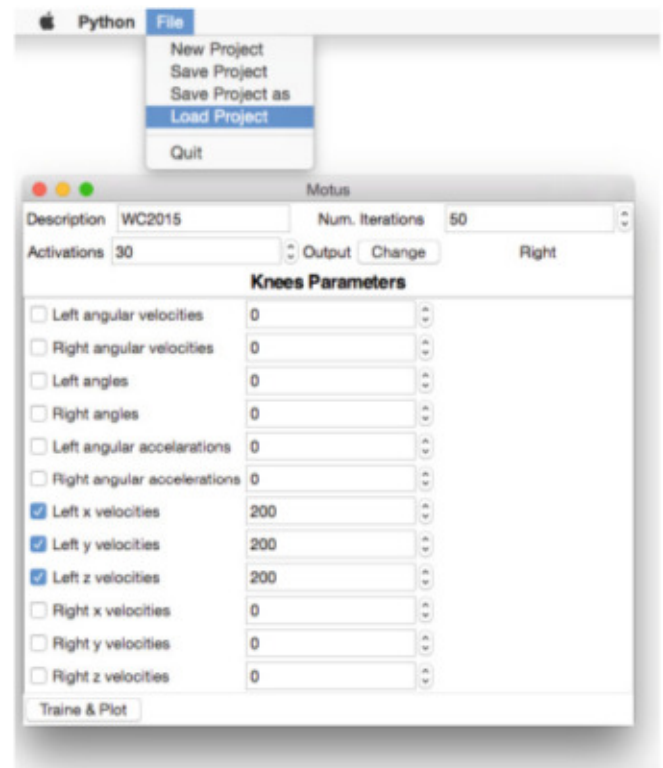 Python File
New Project
Save Project
Save Project as
Load Project
Quit
Motus
Description WC2015 Num. Iterations 50
Activations 30 Output Change Right
Knees Parameters
Left angular velocities 0
Right angular velocities 0
Left angles 0
Right angles 0
Left angular accelarations 0
Right angular accelerations 0
Left x velocities 200
Left y velocities 200
Left z velocities 200
Right x velocities 0
Right y velocities 0
Right z velocities 0
Traine & Plot